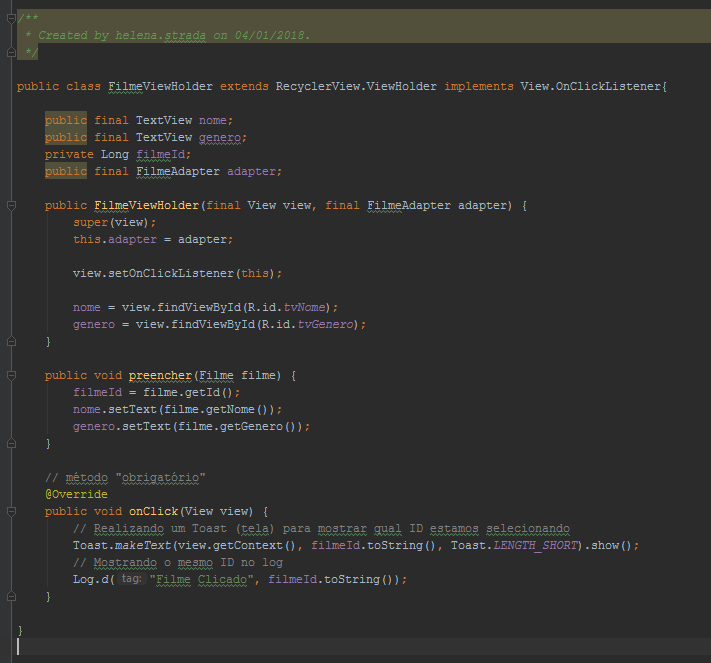 /**
 * Created by helena.strada on 04/01/2018.
 */
public class FilmeViewHolder extends RecyclerView.ViewHolder implements View.OnClickListener{
    public final TextView nome;
    public final TextView genero;
    private Long filmeId;
    public final FilmeAdapter adapter;
    public FilmeViewHolder(final View view, final FilmeAdapter adapter) {
        super(view);
        this.adapter = adapter;
        view.setOnClickListener(this);
        nome = view.findViewById(R.id.tvNome);
        genero = view.findViewById(R.id.tvGenero);
    }
    public void preencher(Filme filme) {
        filmeId = filme.getId();
        nome.setText(filme.getNome());
        genero.setText(filme.getGenero());
    }
    // método "obrigatório"
    @Override
    public void onClick(View view) {
        // Realizando um Toast (tela) para mostrar qual ID estamos selecionando
        Toast.makeText(view.getContext(), filmeId.toString(), Toast.LENGTH_SHORT).show();
        // Mostrando o mesmo ID no log
        Log.d( tag: "Filme Clicado", filmeId.toString());
    }
}